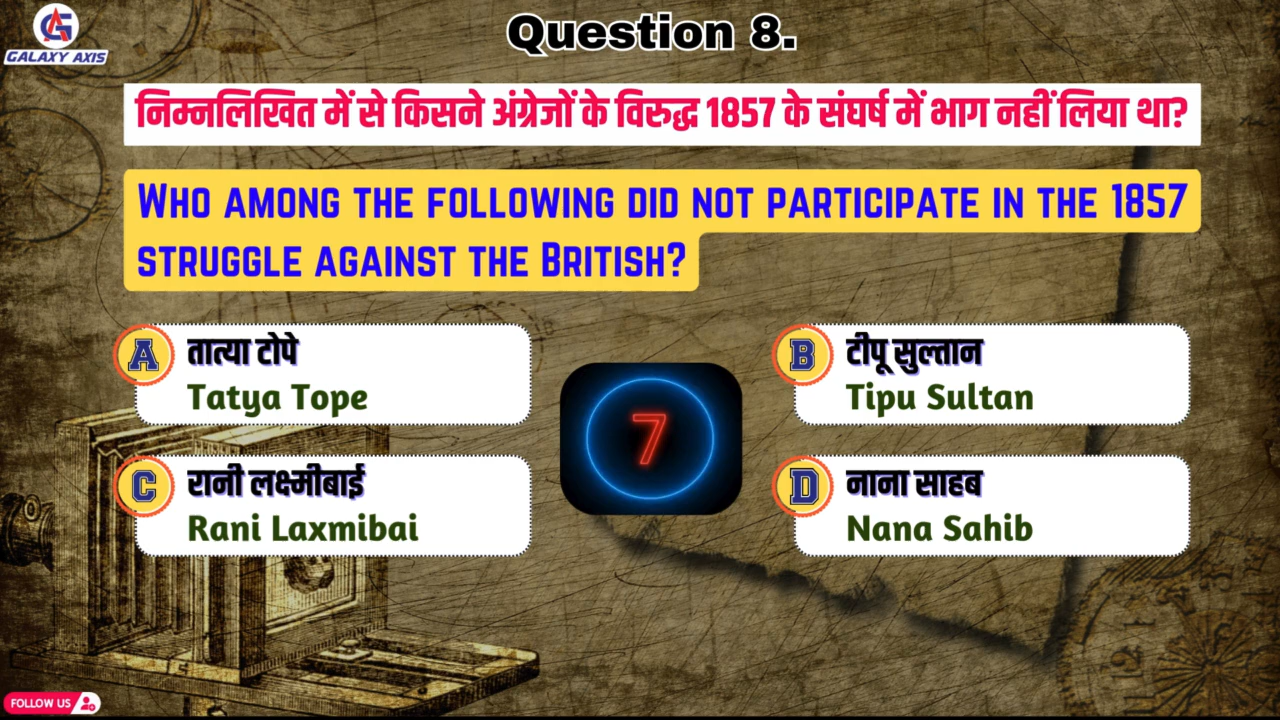 GALAXY AXIS
Question 8.
निम्नलिखित में से किसने अंग्रेजों के विरुद्ध 1857 के संघर्ष में भाग नहीं लिया था?
WHO AMONG THE FOLLOWING DID NOT PARTICIPATE IN THE 1857
STRUGGLE AGAINST THE BRITISH?
A तात्या टोपे
Tatya Tope
B टीपू सुल्तान
Tipu Sultan
7
C रानी लक्ष्मीबाई
Rani Laxmibai
D नाना साहब
Nana Sahib
FOLLOW US